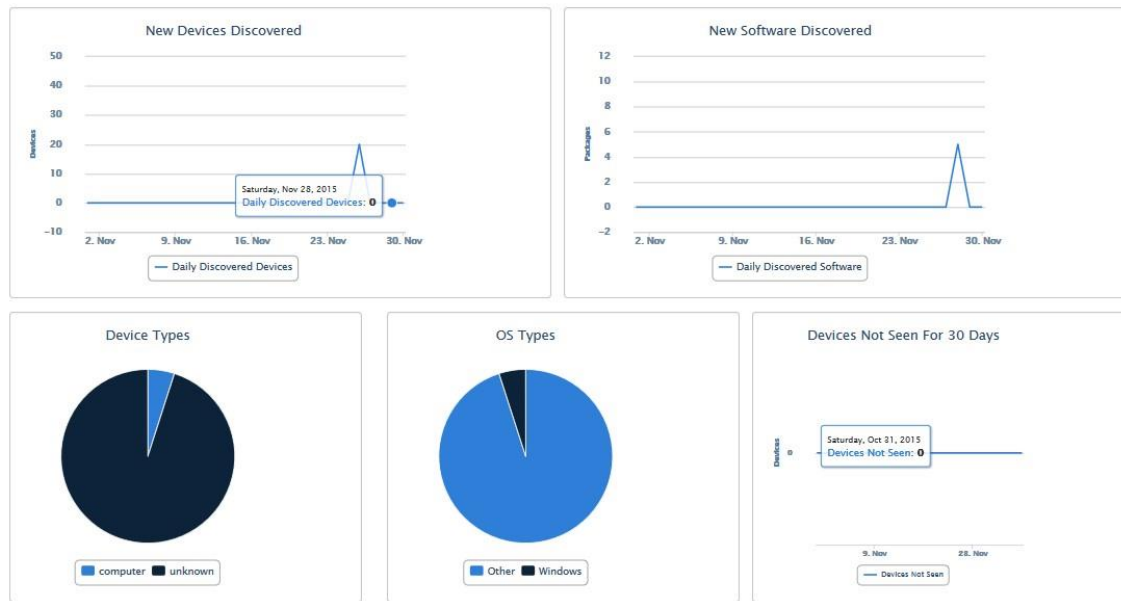 New Devices Discovered
50
40
30
20
10
0
-10
Devices
Saturday, Nov 28, 2015
Daily Discovered Devices: 0
2. Nov 9. Nov 16. Nov 23. Nov 30. Nov
Daily Discovered Devices
New Software Discovered
12
10
8
6
4
2
0
-2
Packages
2. Nov 9. Nov 16. Nov 23. Nov 30. Nov
Daily Discovered Software
Device Types
computer unknown
OS Types
Other Windows
Devices Not Seen For 30 Days
Devices
0
Saturday, Oct 31, 2015
Devices Not Seen: 0
9. Nov 28. Nov
Devices Not Seen